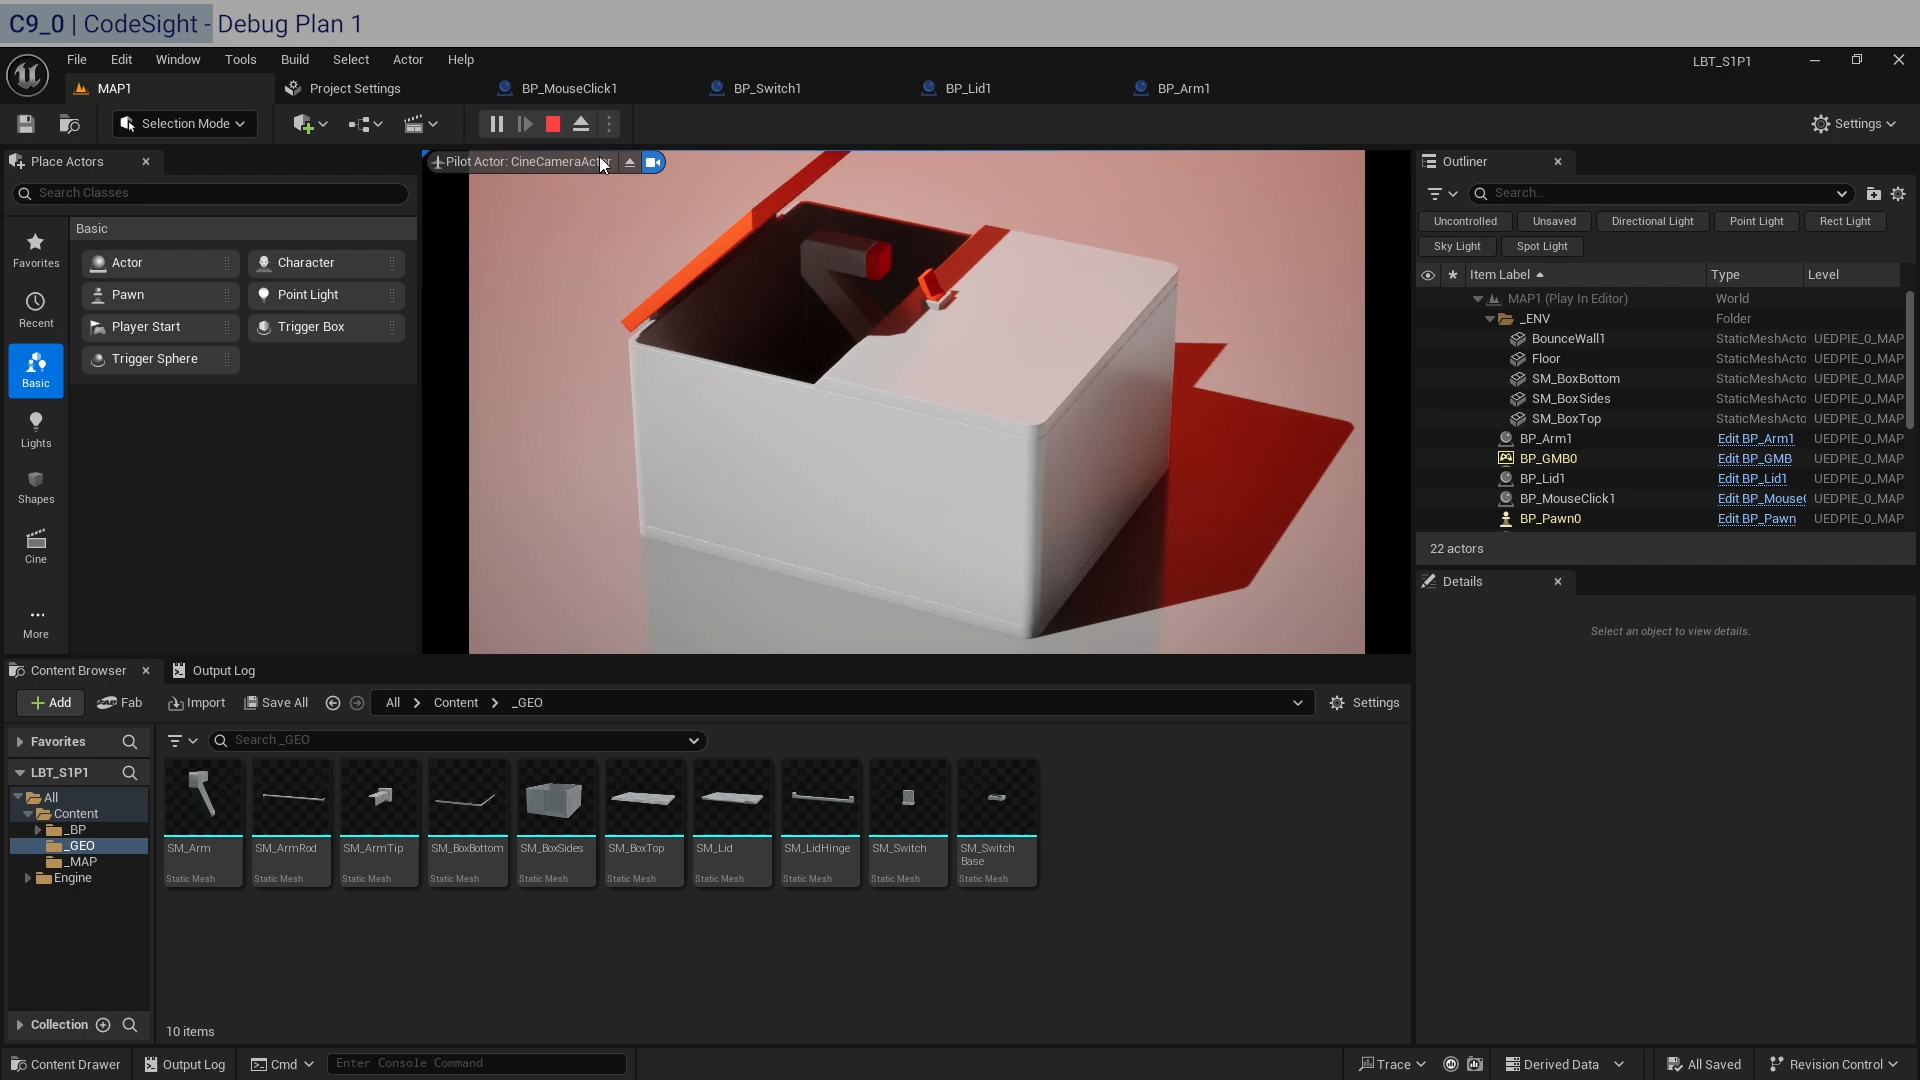 C9_0 | CodeSight - Debug Plan 1
File Edit Window Tools Build Select Actor Help
LBT_S1P1
MAP1 Project Settings BP_MouseClick1 BP_Switch1 BP_Lid1 BP_Arm1
Selection Mode Settings
Place Actors
Search Classes
Basic
Favorites
Recent
Basic
Lights
Shapes
Cine
More
Actor Character
Pawn Point Light
Player Start Trigger Box
Trigger Sphere
Pilot Actor: CineCameraActor
Outliner
Search...
Uncontrolled Unsaved Directional Light Point Light Rect Light
Sky Light Spot Light
Item Label Type Level
MAP1 (Play In Editor) World
_ENV Folder
BounceWall1 StaticMeshActo UEDPIE_0_MAP
Floor StaticMeshActo UEDPIE_0_MAP
SM_BoxBottom StaticMeshActo UEDPIE_0_MAP
SM_BoxSides StaticMeshActo UEDPIE_0_MAP
SM_BoxTop StaticMeshActo UEDPIE_0_MAP
BP_Arm1 Edit BP_Arm1 UEDPIE_0_MAP
BP_GMB0 Edit BP_GMB UEDPIE_0_MAP
BP_Lid1 Edit BP_Lid1 UEDPIE_0_MAP
BP_MouseClick1 Edit BP_Mouse UEDPIE_0_MAP
BP_Pawn0 Edit BP_Pawn UEDPIE_0_MAP
22 actors
Details
Select an object to view details.
Content Browser Output Log
Add Fab Import Save All All > Content > _GEO Settings
Favorites
LBT_S1P1
All
Content
_BP
_GEO
_MAP
Engine
Collection
Search _GEO
SM_Arm SM_ArmRod SM_ArmTip SM_BoxBottom SM_BoxSides SM_BoxTop SM_Lid SM_LidHinge SM_Switch SM_Switch
Base
Static Mesh Static Mesh Static Mesh Static Mesh Static Mesh Static Mesh Static Mesh Static Mesh Static Mesh Static Mesh
10 items
Content Drawer Output Log Cmd Enter Console Command Trace Derived Data All Saved Revision Control